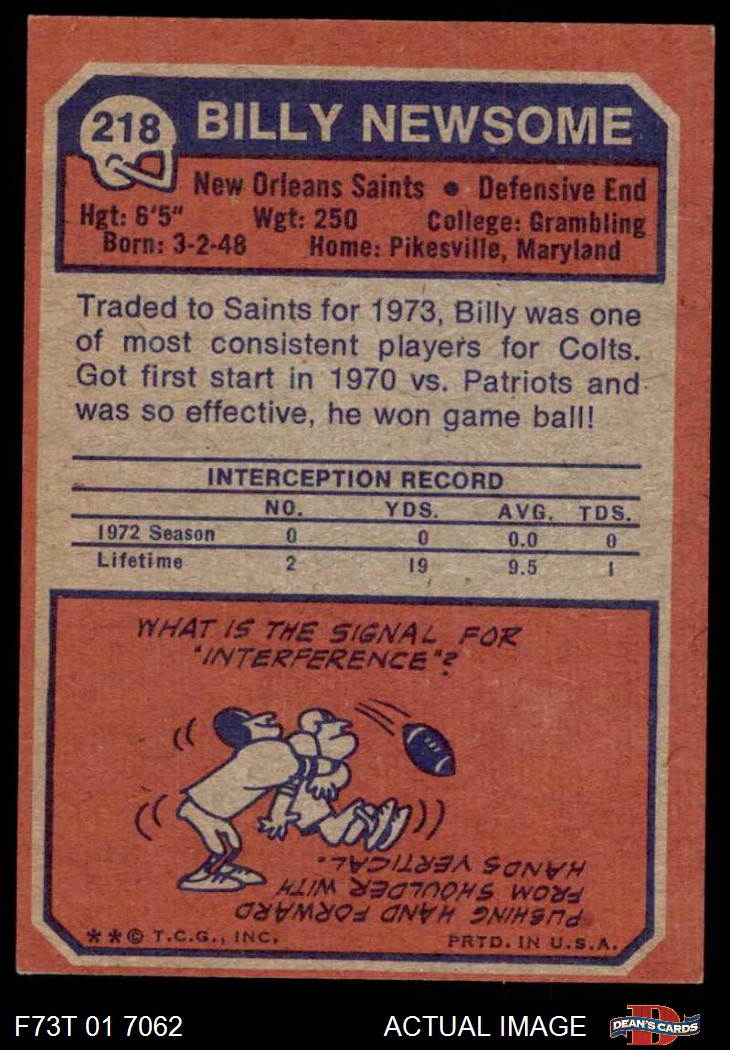 218 BILLY NEWSOME
New Orleans Saints ● Defensive End
Hgt: 6'5" Wgt: 250 College: Grambling
Born: 3-2-48 Home: Pikesville, Maryland
Traded to Saints for 1973, Billy was one
of most consistent players for Colts.
Got first start in 1970 vs. Patriots and
was so effective, he won game ball!
INTERCEPTION RECORD
NO. YDS. AVG. TDS.
1972 Season 0 0 0.0 0
Lifetime 2 19 9.5 1
WHAT IS THE SIGNAL FOR
"INTERFERENCE"?
PUSHING HAND FORWARD
FROM SHOULDER WITH
HANDS VERTICAL.
**© T.C.G., INC. PRTD. IN U.S.A.
F73T 01 7062 ACTUAL IMAGE DEAN'S CARDS